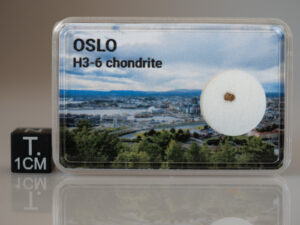 OSLO
H3-6 chondrite
T.
1CM